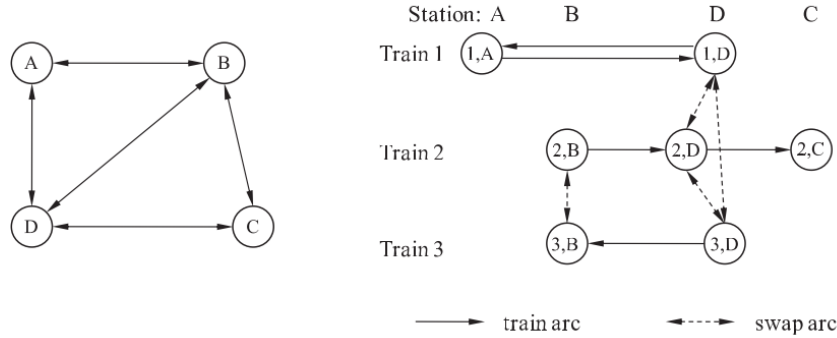 Station: A B D C
A B
Train 1 1,A 1,D
Train 2 2,B 2,D 2,C
D C
Train 3 3,B 3,D
train arc swap arc